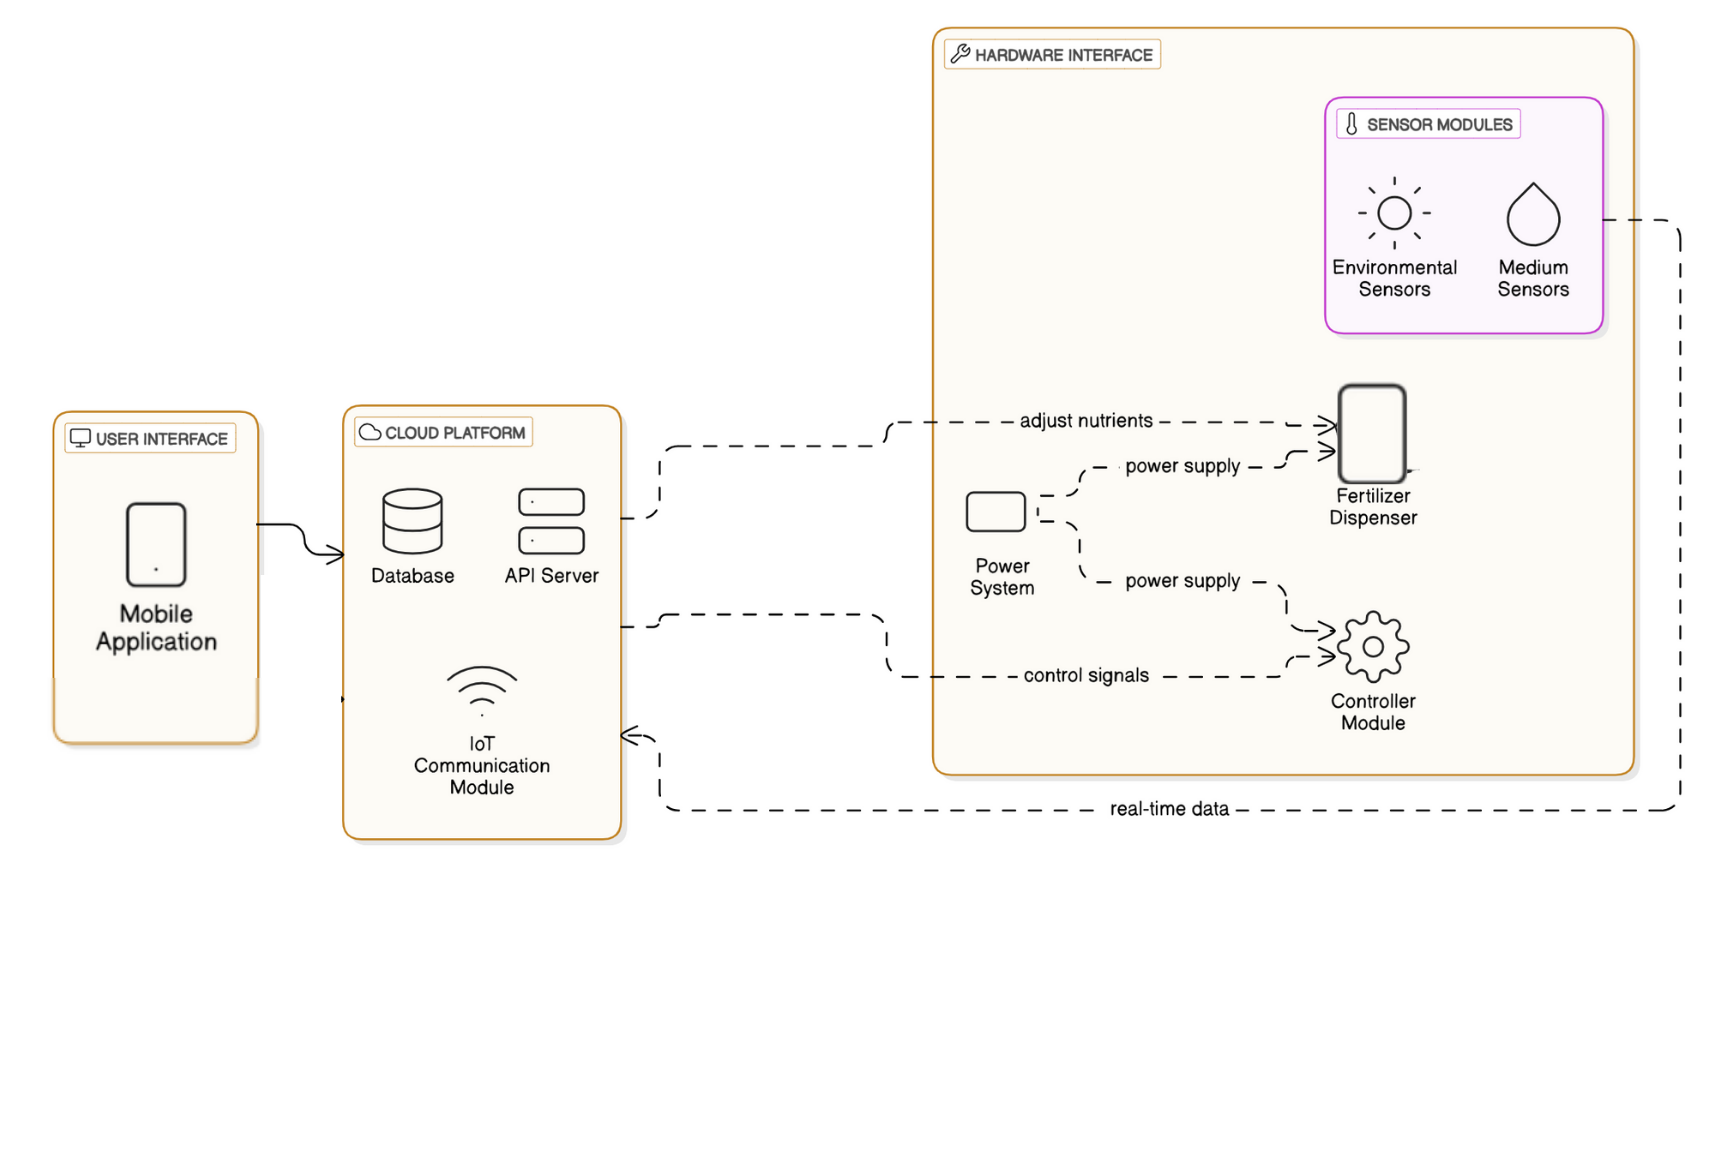 HARDWARE INTERFACE
SENSOR MODULES
Environmental
Sensors
Medium
Sensors
USER INTERFACE
Mobile
Application
CLOUD PLATFORM
Database
API Server
IoT
Communication
Module
adjust nutrients
power supply
Fertilizer
Dispenser
Power
System
power supply
control signals
Controller
Module
real-time data